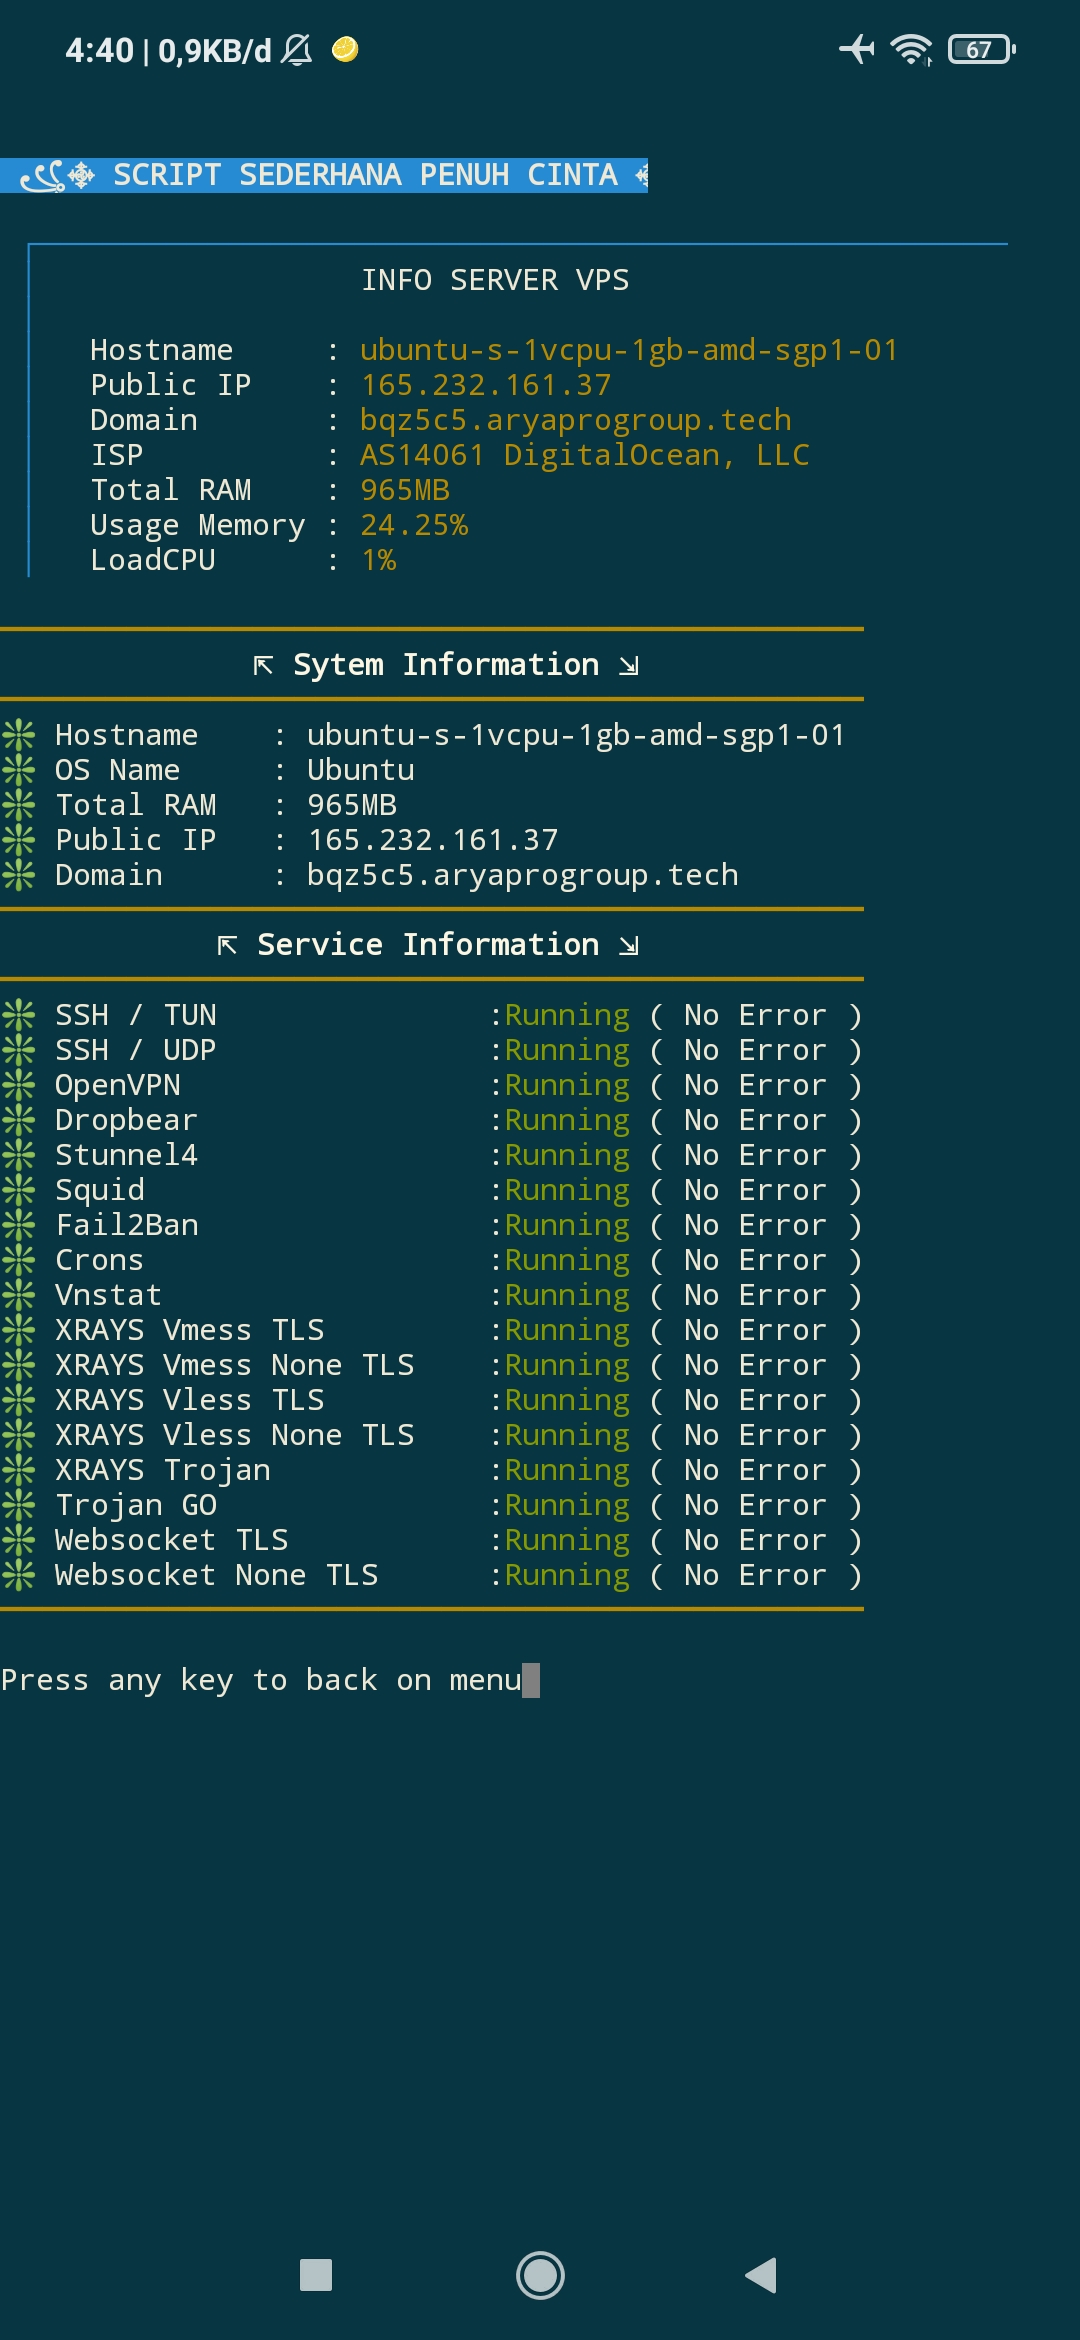 4:40 | 0,9KB/d
67
SCRIPT SEDERHANA PENUH CINTA
INFO SERVER VPS
Hostname : ubuntu-s-1vcpu-1gb-amd-sgp1-01
Public IP : 165.232.161.37
Domain : bqz5c5.aryaprogroup.tech
ISP : AS14061 DigitalOcean, LLC
Total RAM : 965MB
Usage Memory : 24.25%
LoadCPU : 1%
⇱ Sytem Information ⇲
Hostname : ubuntu-s-1vcpu-1gb-amd-sgp1-01
OS Name : Ubuntu
Total RAM : 965MB
Public IP : 165.232.161.37
Domain : bqz5c5.aryaprogroup.tech
⇱ Service Information ⇲
SSH / TUN :Running ( No Error )
SSH / UDP :Running ( No Error )
OpenVPN :Running ( No Error )
Dropbear :Running ( No Error )
Stunnel4 :Running ( No Error )
Squid :Running ( No Error )
Fail2Ban :Running ( No Error )
Crons :Running ( No Error )
Vnstat :Running ( No Error )
XRAYS Vmess TLS :Running ( No Error )
XRAYS Vmess None TLS :Running ( No Error )
XRAYS Vless TLS :Running ( No Error )
XRAYS Vless None TLS :Running ( No Error )
XRAYS Trojan :Running ( No Error )
Trojan GO :Running ( No Error )
Websocket TLS :Running ( No Error )
Websocket None TLS :Running ( No Error )
Press any key to back on menu